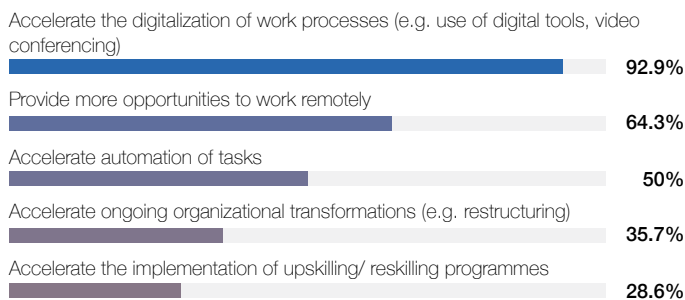 Accelerate the digitalization of work processes (e.g. use of digital tools, video
conferencing)
92.9%
Provide more opportunities to work remotely
64.3%
Accelerate automation of tasks
50%
Accelerate ongoing organizational transformations (e.g. restructuring)
35.7%
Accelerate the implementation of upskilling/ reskilling programmes
28.6%